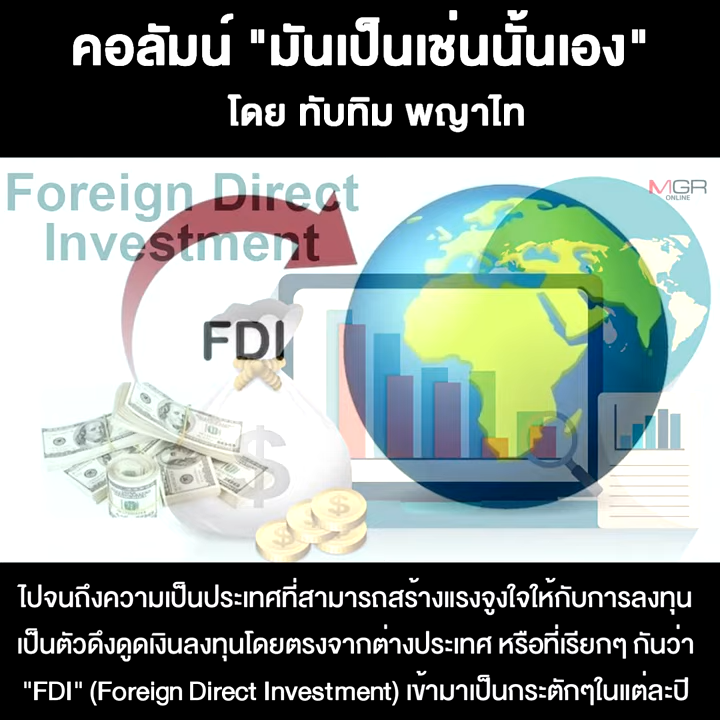 คอลัมน์ "มันเป็นเช่นนั้นเอง"
โดย ทับทิม พญาไท
Foreign Direct
Investment
MGR
ONLINE
FDI
$
$
$
ไปจนถึงความเป็นประเทศที่สามารถสร้างแรงจูงใจให้กับการลงทุน
เป็นตัวดึงดูดเงินลงทุนโดยตรงจากต่างประเทศ หรือที่เรียกๆ กันว่า
"FDI" (Foreign Direct Investment) เข้ามาเป็นกระตั๊กๆในแต่ละปี